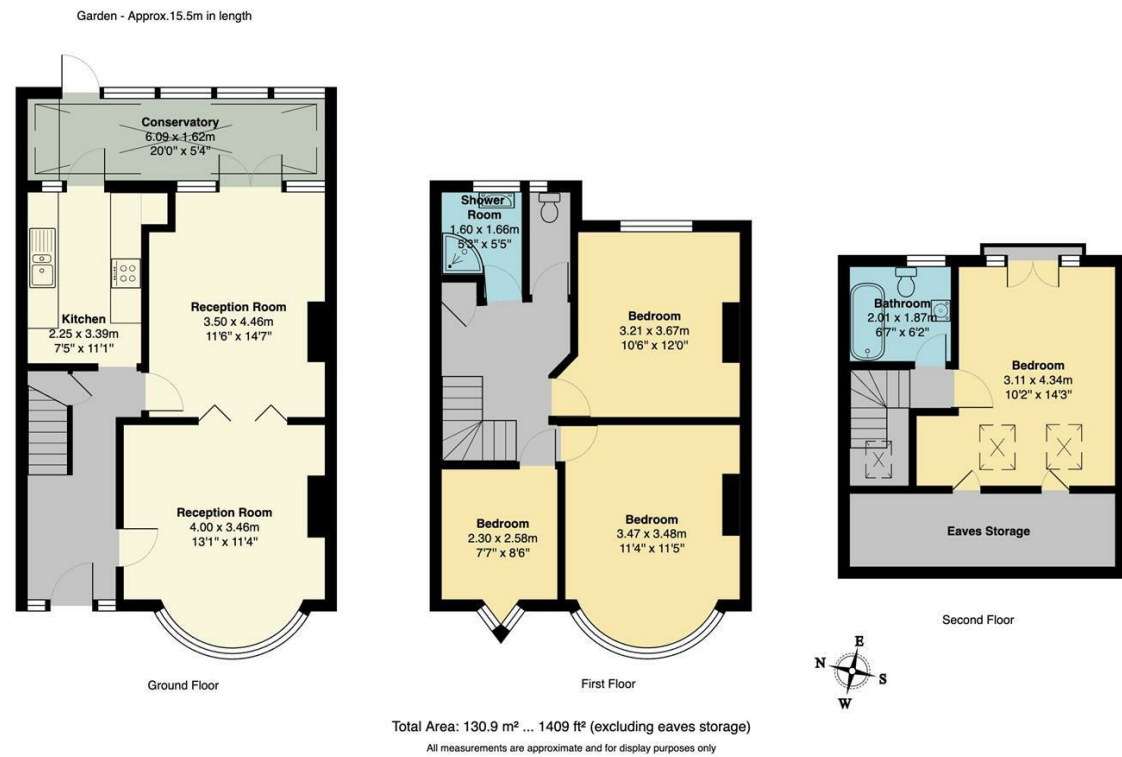 Garden - Approx.15.5m in length
Conservatory
6.09 x 1.62m
20'0" x 5'4"
Kitchen
2.25 x 3.39m
7'5" x 11'1"
Reception Room
3.50 x 4.46m
11'6" x 14'7"
Reception Room
4.00 x 3.46m
13'1" x 11'4"
Ground Floor
Shower
Room
1.60 x 1.66m
5'3" x 5'5"
Bedroom
3.21 x 3.67m
10'6" x 12'0"
Bedroom
2.30 x 2.58m
7'7" x 8'6"
Bedroom
3.47 x 3.48m
11'4" x 11'5"
First Floor
Bathroom
2.01 x 1.87m
6'7" x 6'2"
Bedroom
3.11 x 4.34m
10'2" x 14'3"
Eaves Storage
Second Floor
E
N
S
W
Total Area: 130.9 m² ... 1409 ft² (excluding eaves storage)
All measurements are approximate and for display purposes only